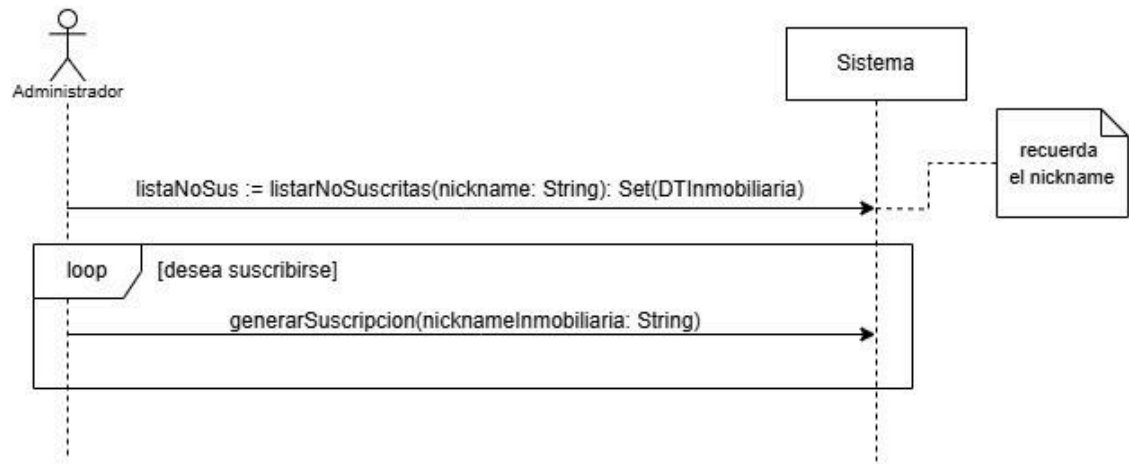 Administrador
Sistema
recuerda
el nickname
listaNoSus := listarNoSuscritas(nickname: String): Set(DTInmobiliaria)
loop
[desea suscribirse]
generarSuscripcion(nicknameInmobiliaria: String)